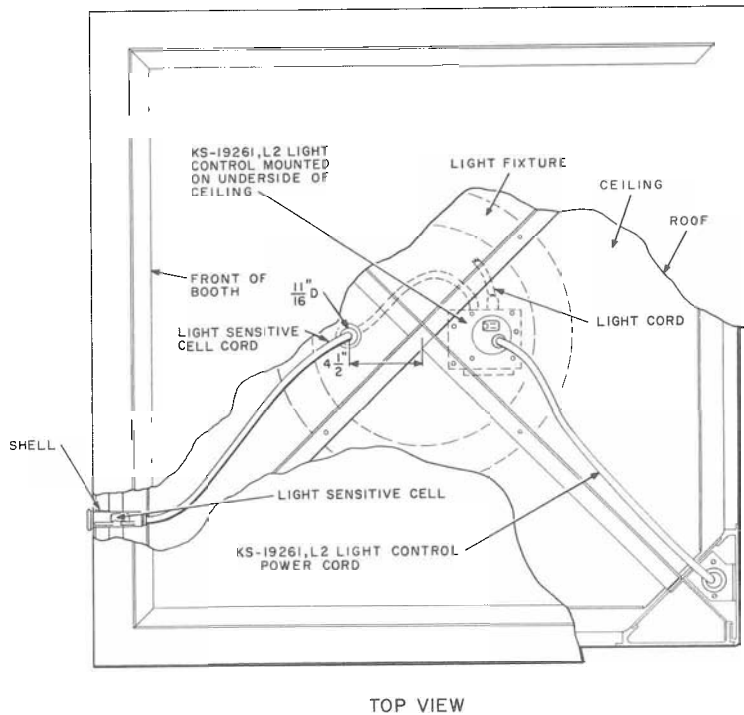 KS-19261, L2 LIGHT
CONTROL MOUNTED
ON UNDERSIDE OF
CEILING
LIGHT FIXTURE
CEILING
ROOF
FRONT OF
BOOTH
11"
16 D
LIGHT CORD
LIGHT SENSITIVE
CELL CORD
4 1"
2
SHELL
LIGHT SENSITIVE CELL
KS-19261, L2 LIGHT CONTROL
POWER CORD
TOP VIEW